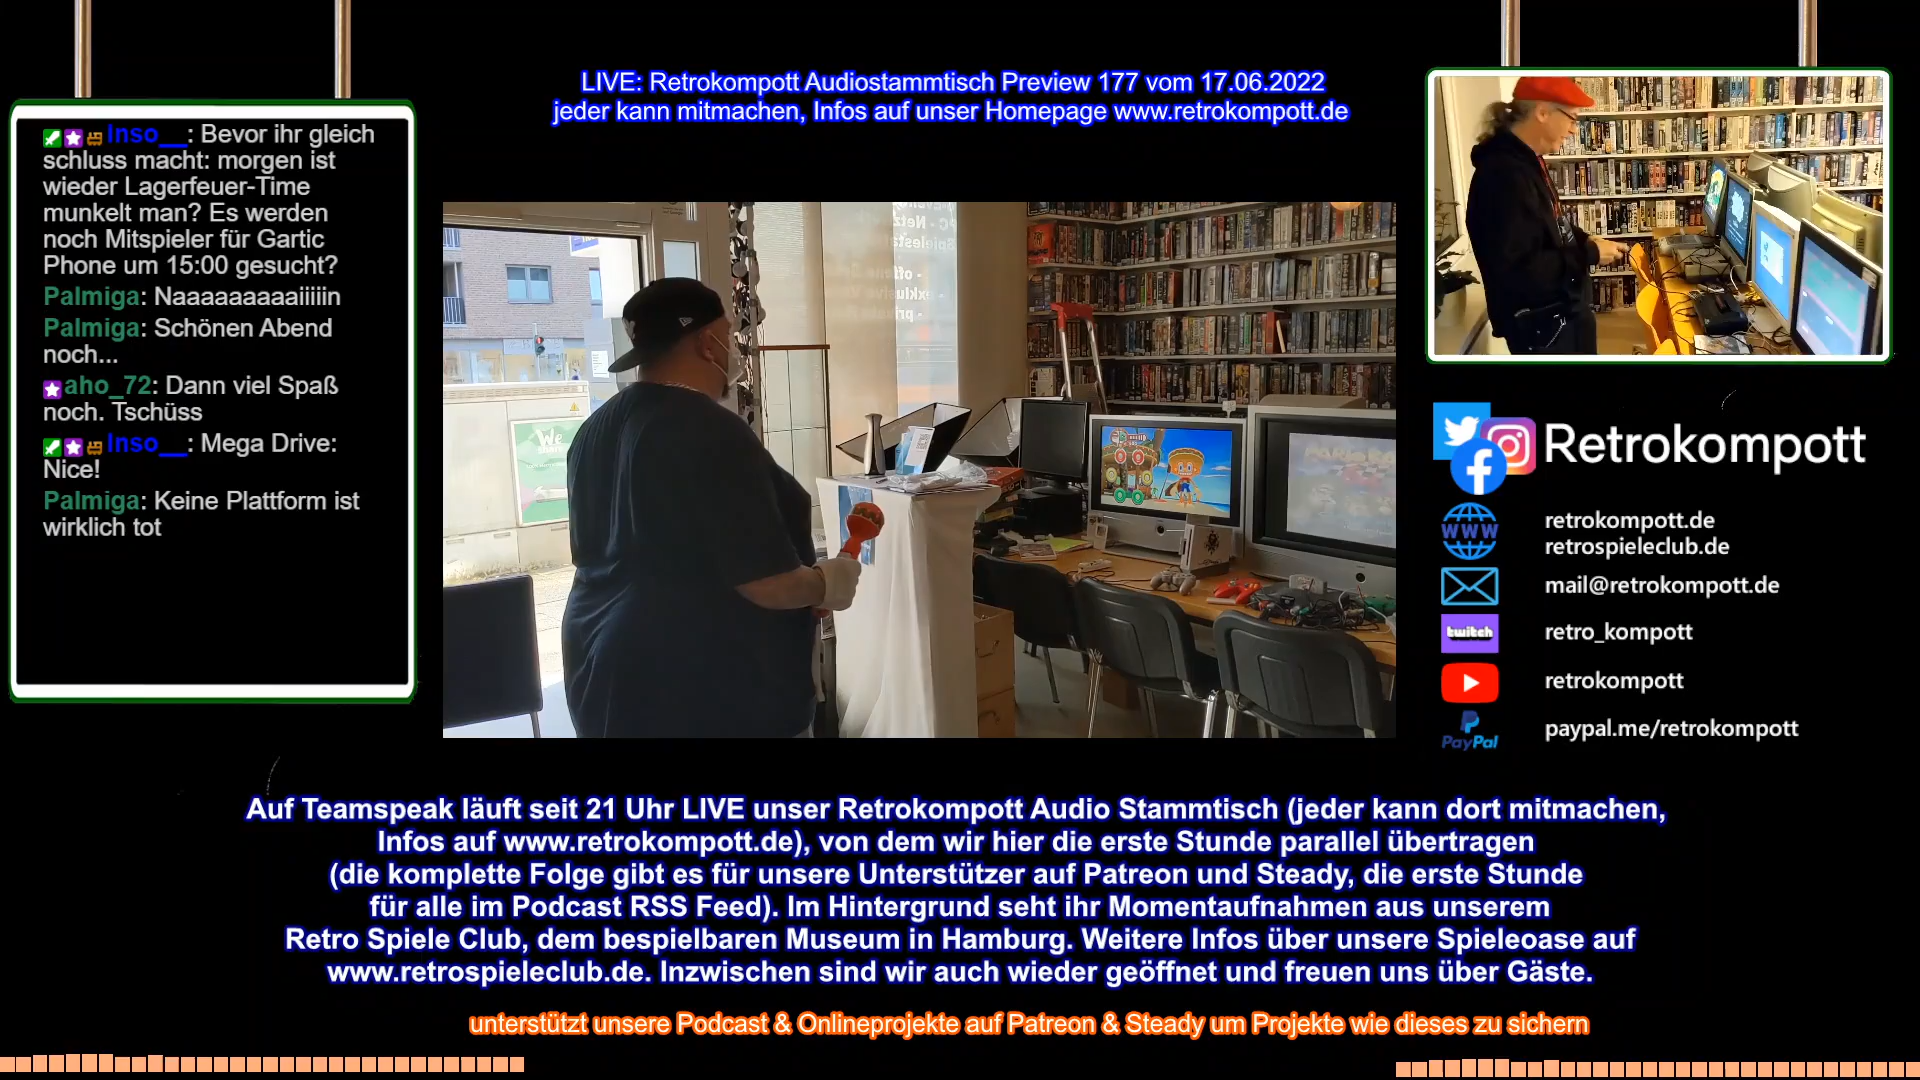 LIVE: Retrokompott Audiostammtisch Preview 177 vom 17.06.2022
jeder kann mitmachen, Infos auf unser Homepage www.retrokompott.de
Inso__: Bevor ihr gleich
schluss macht: morgen ist
wieder Lagerfeuer-Time
munkelt man? Es werden
noch Mitspieler für Gartic
Phone um 15:00 gesucht?
Palmiga: Naaaaaaaaaaiiiiin
Palmiga: Schönen Abend
noch...
aho_72: Dann viel Spaß
noch. Tschüss
Inso__: Mega Drive:
Nice!
Palmiga: Keine Plattform ist
wirklich tot
We
Retrokompott
www
retrokompott.de
retrospieleclub.de
mail@retrokompott.de
twitch
retro_kompott
retrokompott
PayPal
paypal.me/retrokompott
Auf Teamspeak läuft seit 21 Uhr LIVE unser Retrokompott Audio Stammtisch (jeder kann dort mitmachen,
Infos auf www.retrokompott.de), von dem wir hier die erste Stunde parallel übertragen
(die komplette Folge gibt es für unsere Unterstützer auf Patreon und Steady, die erste Stunde
für alle im Podcast RSS Feed). Im Hintergrund seht ihr Momentaufnahmen aus unserem
Retro Spiele Club, dem bespielbaren Museum in Hamburg. Weitere Infos über unsere Spieleoase auf
www.retrospieleclub.de. Inzwischen sind wir auch wieder geöffnet und freuen uns über Gäste.
unterstützt unsere Podcast & Onlineprojekte auf Patreon & Steady um Projekte wie dieses zu sichern